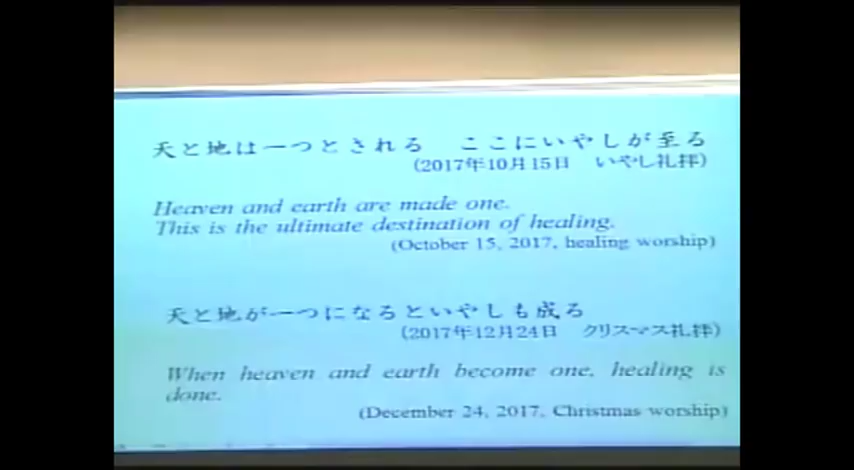 天と地は一つとされる　ここにいやしが至る
(2017年10月15日　いやし礼拝)
Heaven and earth are made one.
This is the ultimate destination of healing.
(October 15, 2017, healing worship)
天と地が一つになるといやしも成る
(2017年12月24日　クリスマス礼拝)
When heaven and earth become one, healing is
done.
(December 24, 2017, Christmas worship)